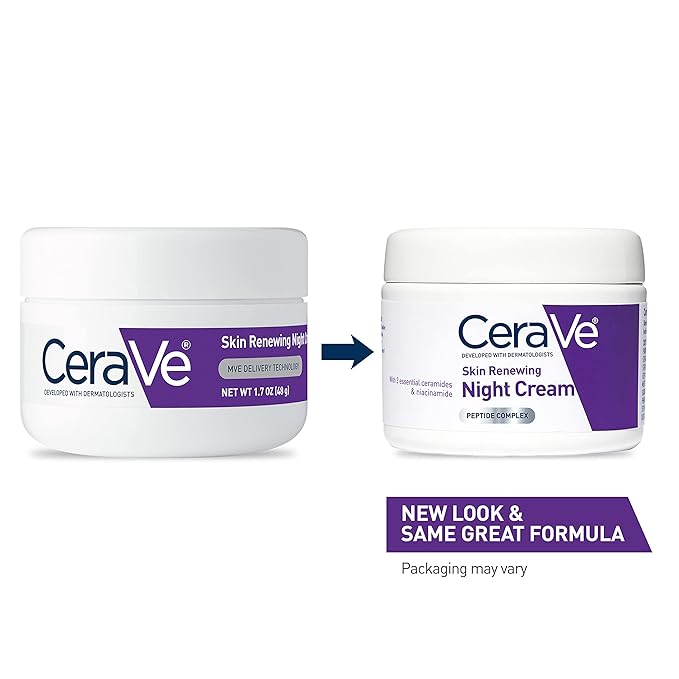 CeraVe®
DEVELOPED WITH DERMATOLOGISTS
Skin Renewing Night
MVE DELIVERY TECHNOLOGY
NET WT 1.7 OZ (48 g)
CeraVe®
DEVELOPED WITH DERMATOLOGISTS
Skin Renewing
Night Cream
With 3 essential ceramides
& niacinamide
PEPTIDE COMPLEX
NEW LOOK &
SAME GREAT FORMULA
Packaging may vary